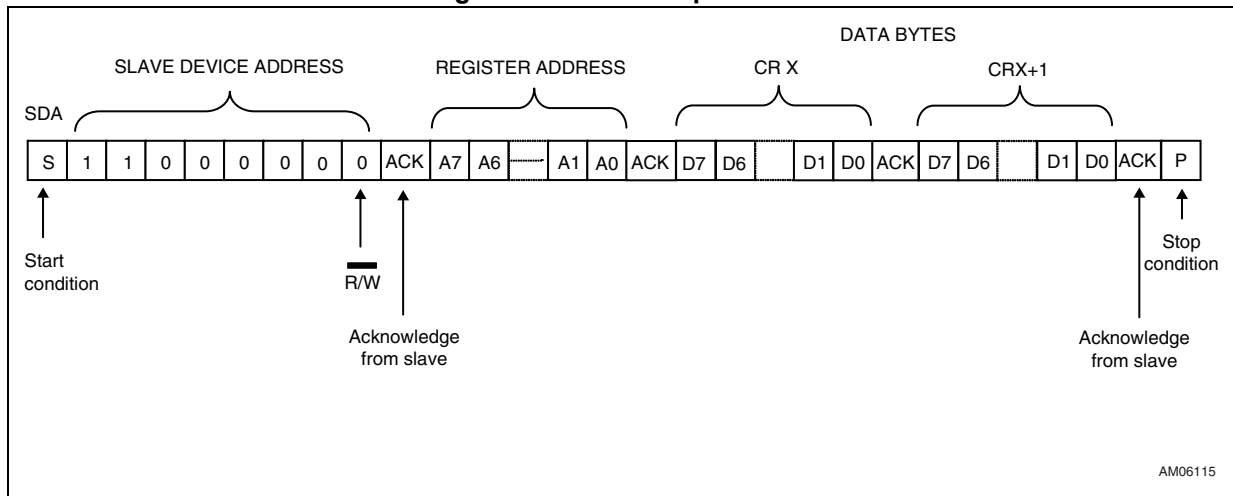 DATA BYTES
SLAVE DEVICE ADDRESS REGISTER ADDRESS CR X CRX+1
SDA
S 1 1 0 0 0 0 0 0 ACK A7 A6 A1 A0 ACK D7 D6 D1 D0 ACK D7 D6 D1 D0 ACK P
Start
condition
R/W
Stop
condition
Acknowledge
from slave
Acknowledge
from slave
AM06115